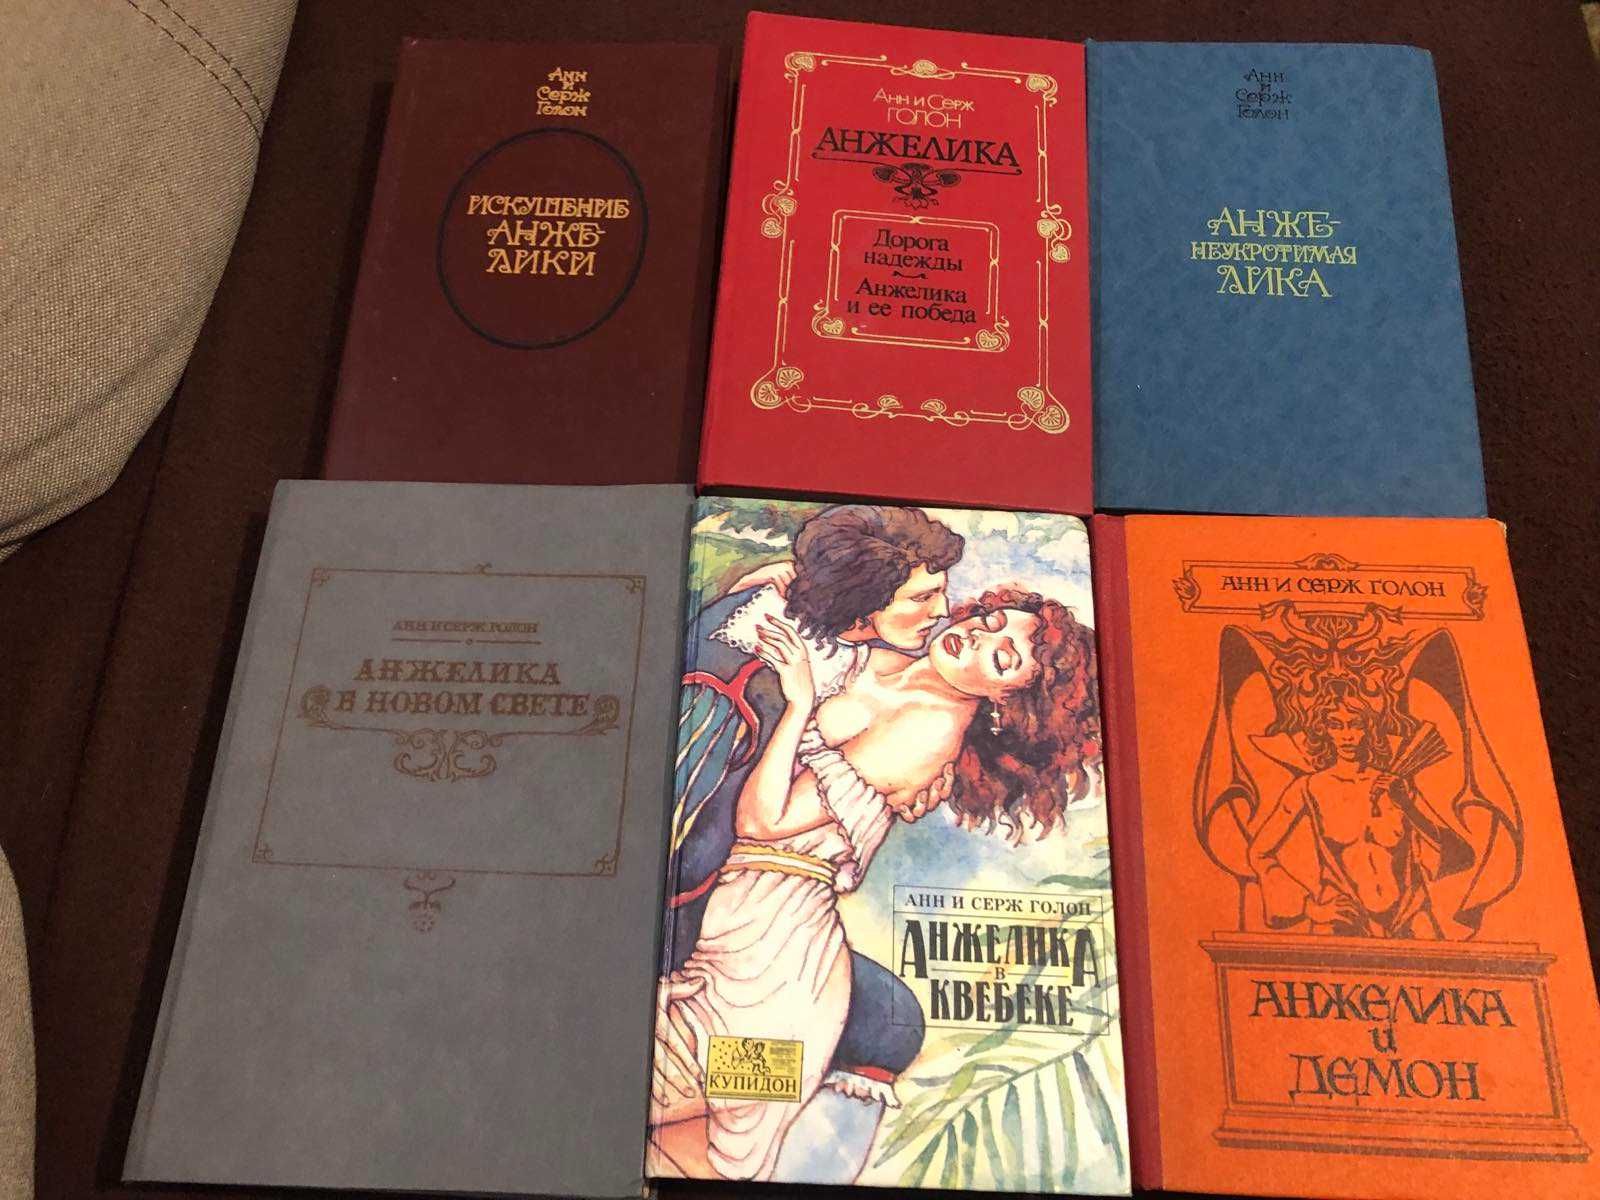 Анн
и
Серж
Голон
ИСКУШЕНИЕ
АНЖЕ-
ЛИКИ
Анн и Серж
ГОЛОН
АНЖЕЛИКА
Дорога
надежды
Анжелика
и ее победа
Анн
и
Серж
Голон
АНЖЕ-
НЕУКРОТИМАЯ
ЛИКА
АНН И СЕРЖ ГОЛОН
АНЖЕЛИКА
В НОВОМ СВЕТЕ
АНН И СЕРЖ ГОЛОН
АНЖЕЛИКА
В
КВЕБЕКЕ
КУПИДОН
АНН И СЕРЖ ГОЛОН
АНЖЕЛИКА
и
ДЕМОН